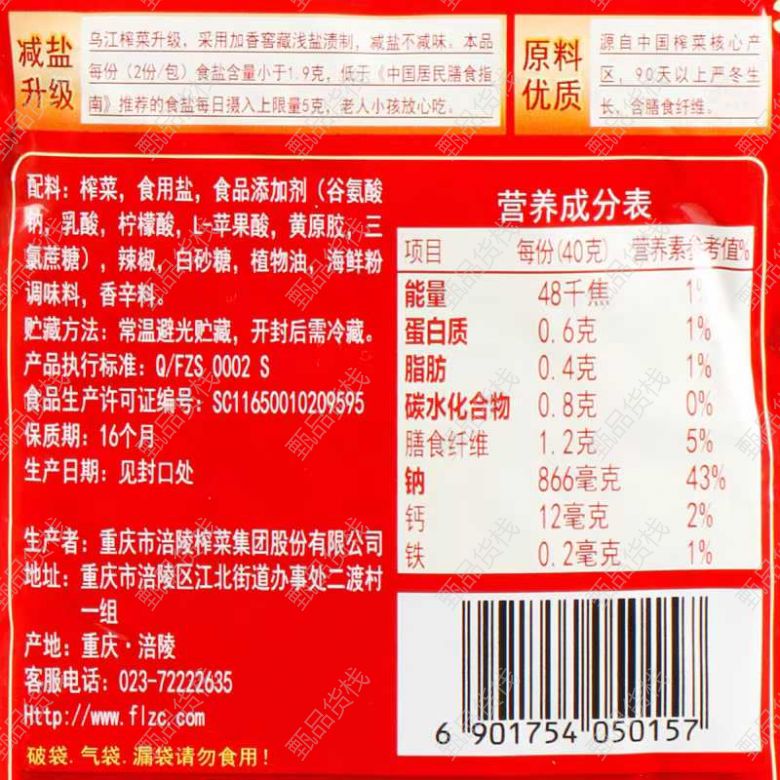 减盐
升级
乌江榨菜升级，采用加香窖藏浅盐渍制，减盐不减味。本品
每份（2份/包）食盐含量小于1.9克，低于《中国居民膳食指
南》推荐的食盐每日摄入上限量5克，老人小孩放心吃。
原料
优质
源自中国榨菜核心产
区，90天以上严冬生
长，含膳食纤维。
配料：榨菜，食用盐，食品添加剂（谷氨酸
钠，乳酸，柠檬酸，L-苹果酸，黄原胶，三
氯蔗糖），辣椒，白砂糖，植物油，海鲜粉
调味料，香辛料。
贮藏方法：常温避光贮藏，开封后需冷藏。
产品执行标准：Q/FZS 0002 S
食品生产许可证编号：SC11650010209595
保质期：16个月
生产日期：见封口处
生产者：重庆市涪陵榨菜集团股份有限公司
地址：重庆市涪陵区江北街道办事处二渡村
一组
产地：重庆·涪陵
客服电话：023-72222635
Http://www.flzc.com
破袋.气袋.漏袋请勿食用！
营养成分表
项目 每份(40克) 营养素参考值%
能量 48千焦 1%
蛋白质 0.6克 1%
脂肪 0.4克 1%
碳水化合物 0.8克 0%
膳食纤维 1.2克 5%
钠 866毫克 43%
钙 12毫克 2%
铁 0.2毫克 1%
6 901754 050157
甄品货栈